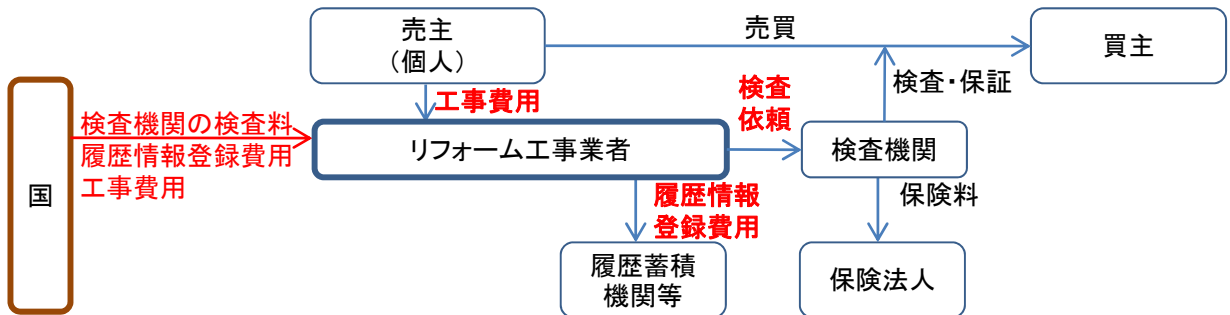 売主
（個人）
売買
買主
工事費用
検査
依頼
検査・保証
国
検査機関の検査料
履歴情報登録費用
工事費用
リフォーム工事業者
検査機関
履歴情報
登録費用
保険料
履歴蓄積
機関等
保険法人